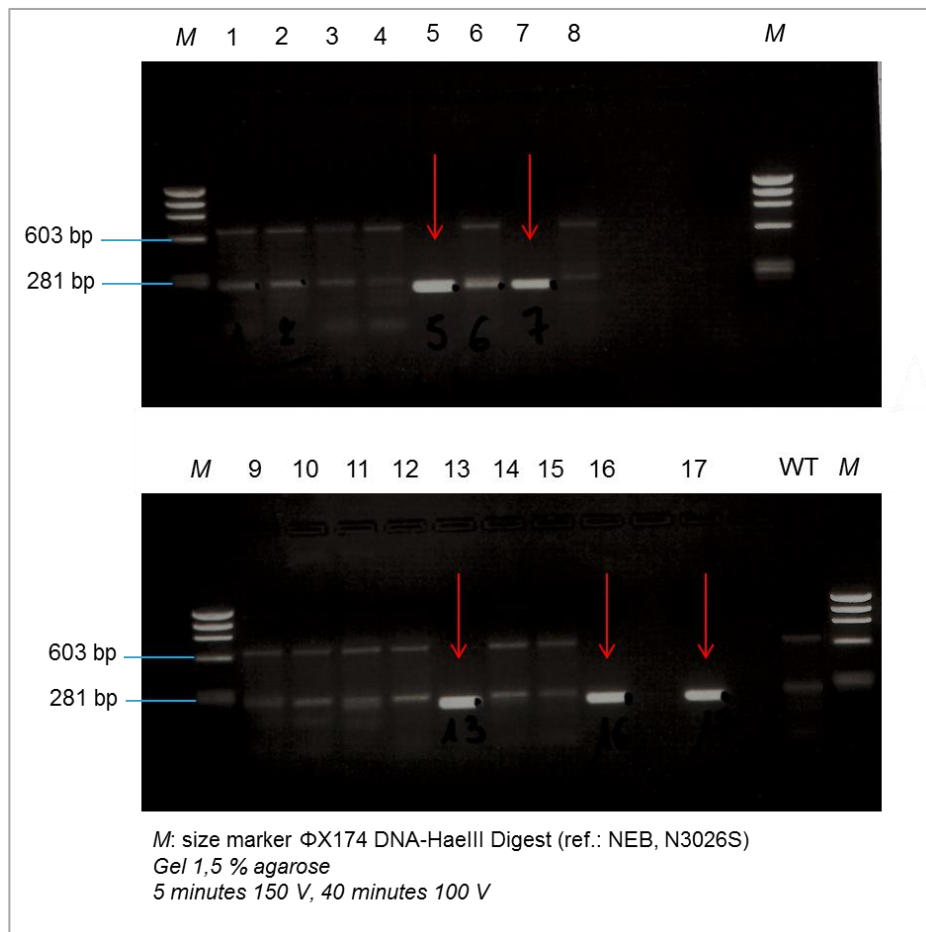 M 1 2 3 4 5 6 7 8 M
603 bp
281 bp
1 2 5 6 7
M 9 10 11 12 13 14 15 16 17 WT M
603 bp
281 bp
13 16
M: size marker ΦX174 DNA-HaeIII Digest (ref.: NEB, N3026S)
Gel 1,5 % agarose
5 minutes 150 V, 40 minutes 100 V